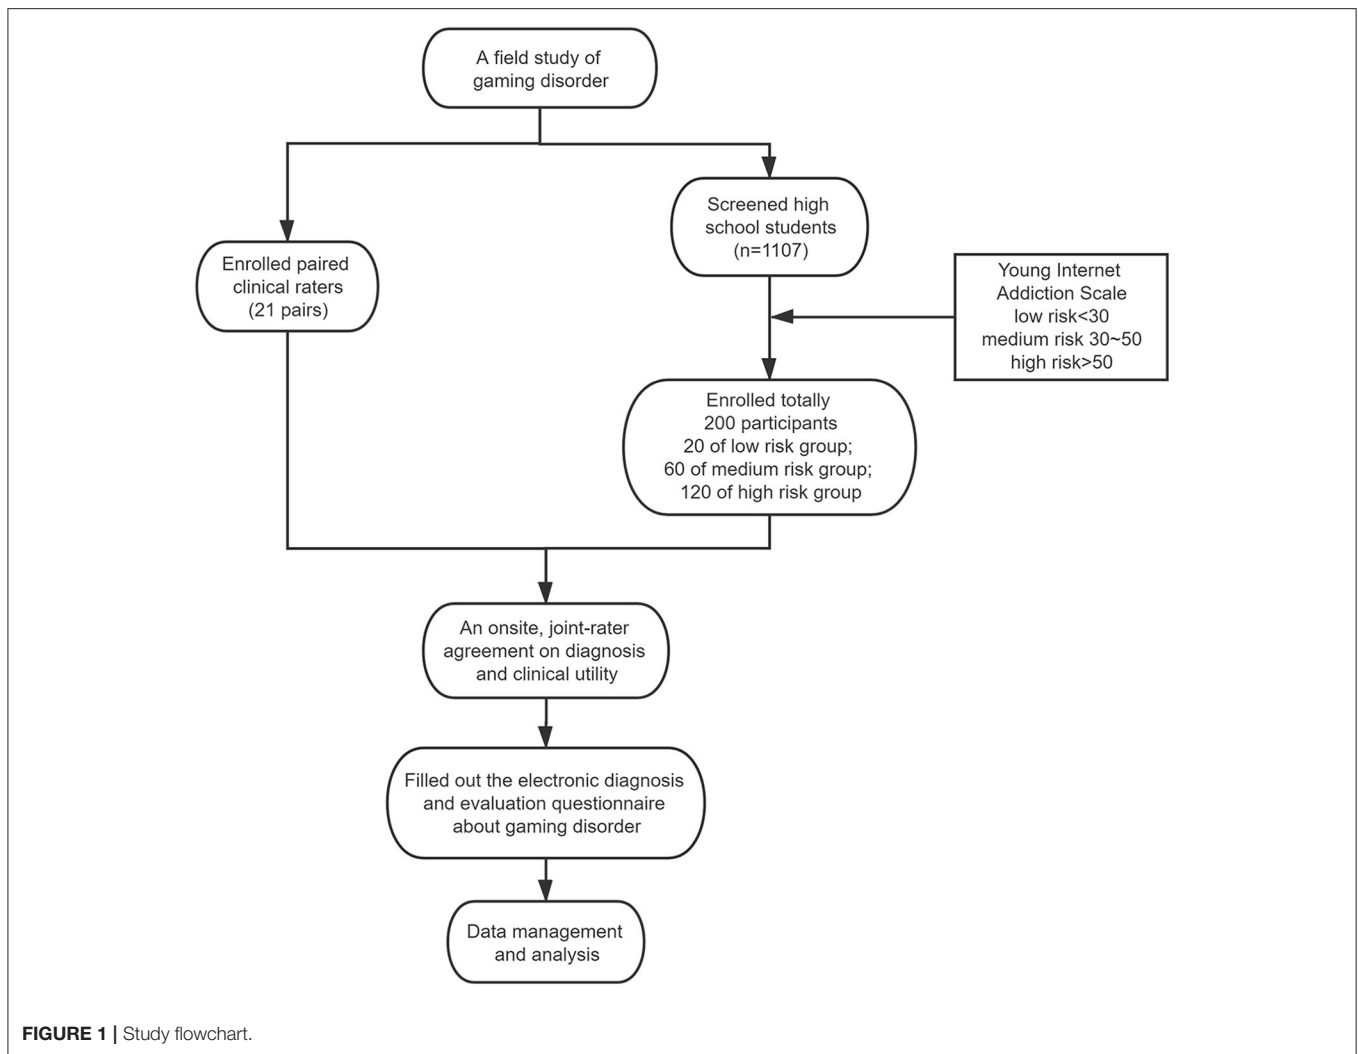 A field study of
gaming disorder
Screened high
school students
(n=1107)
Enrolled paired
clinical raters
(21 pairs)
Young Internet
Addiction Scale
low risk<30
medium risk 30~50
high risk>50
Enrolled totally
200 participants
20 of low risk group;
60 of medium risk group;
120 of high risk group
An onsite, joint-rater
agreement on diagnosis
and clinical utility
Filled out the electronic diagnosis
and evaluation questionnaire
about gaming disorder
Data management
and analysis
FIGURE 1 | Study flowchart.